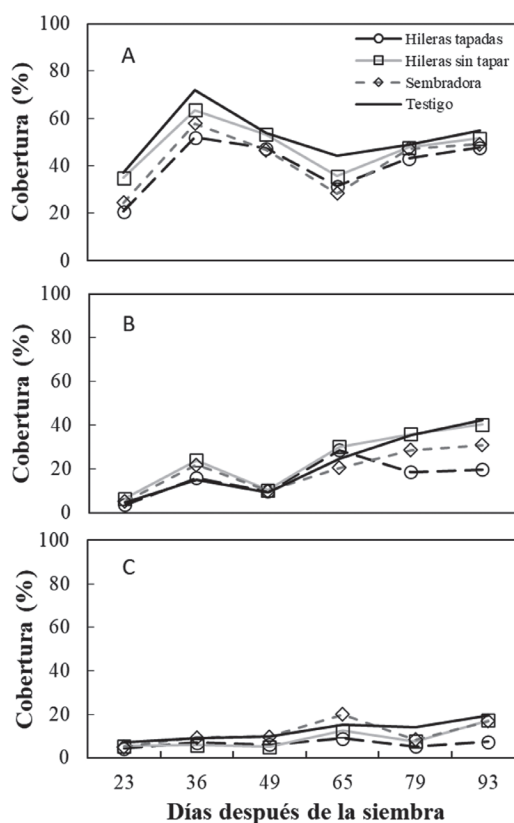 100
80
60
40
20
0
Cobertura (%)
A
Hileras tapadas
Hileras sin tapar
Sembradora
Testigo
100
80
60
40
20
0
Cobertura (%)
B
100
80
60
40
20
0
Cobertura (%)
C
23 36 49 65 79 93
Días después de la siembra